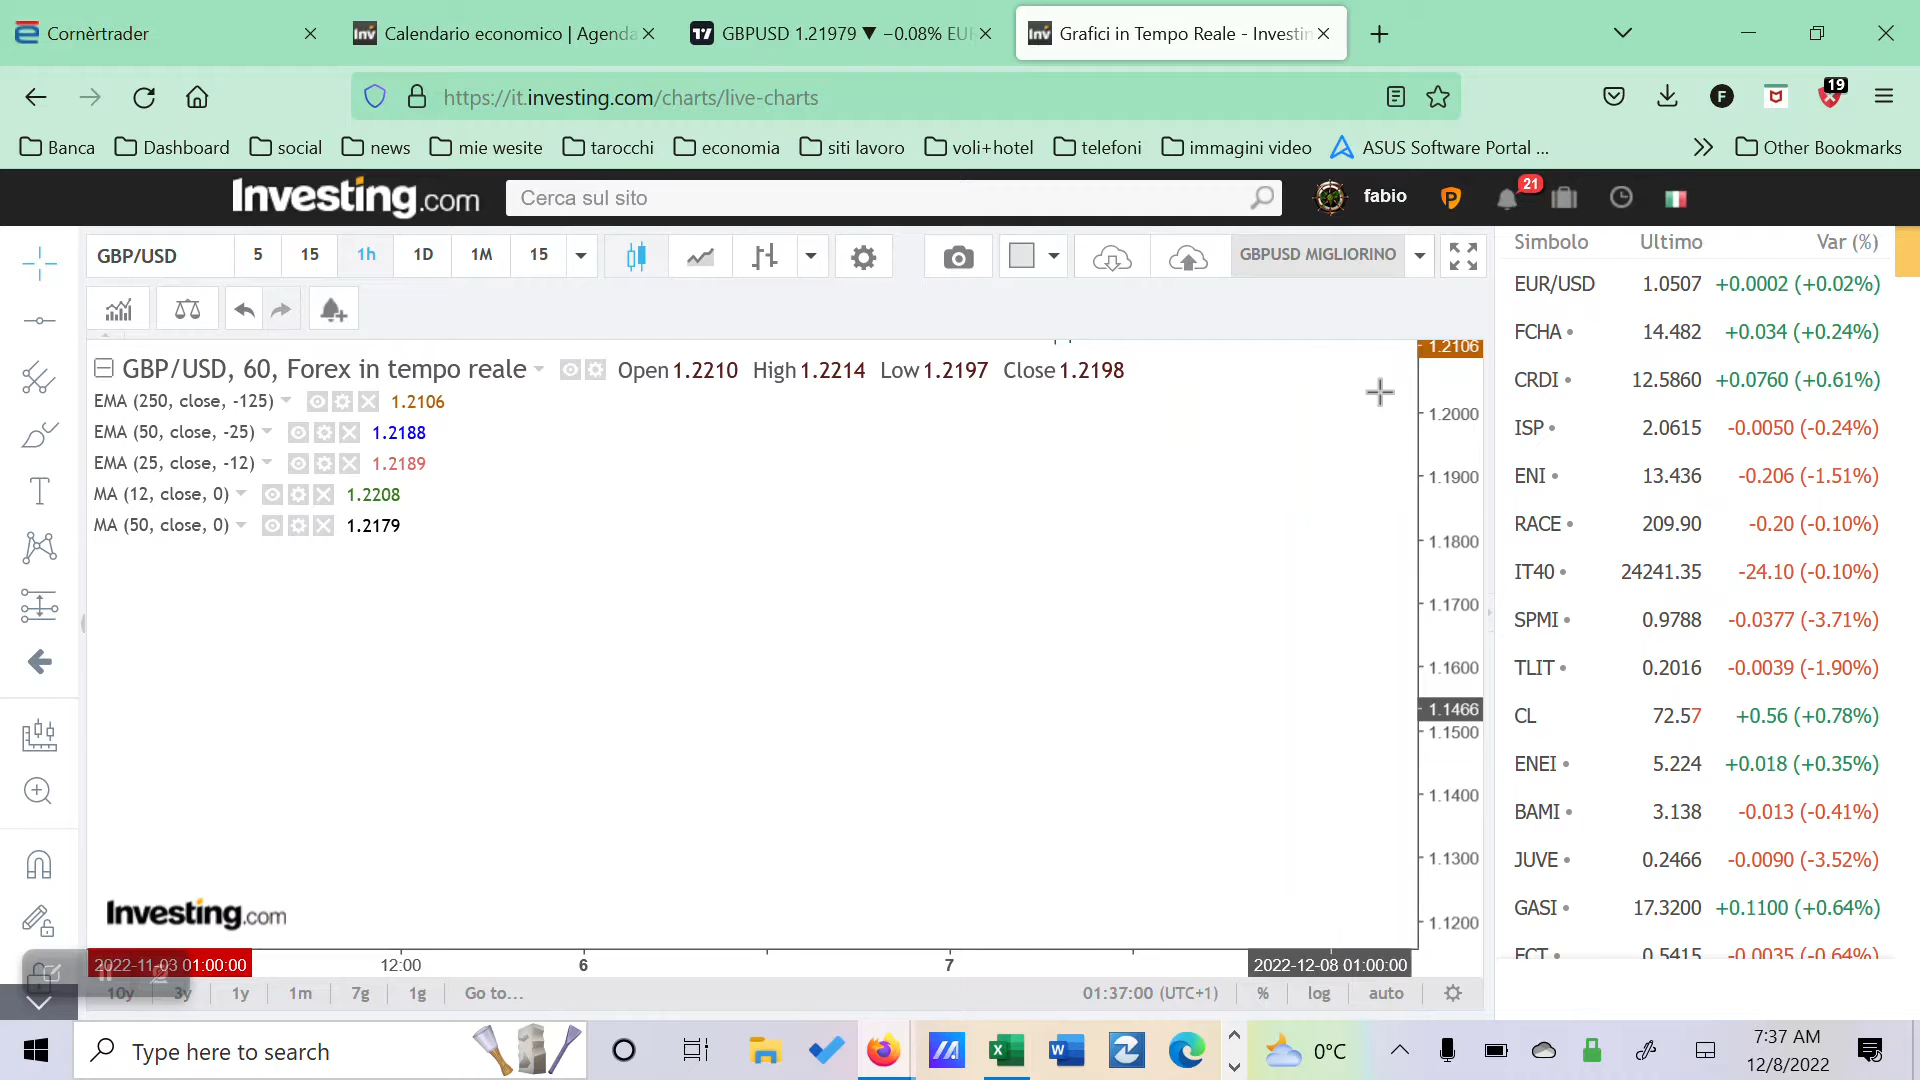 Cornèrtrader
Calendario economico | Agenda
GBPUSD 1.21979 ▼ −0.08% EUR
Grafici in Tempo Reale - Investin
https://it.investing.com/charts/live-charts
19
Banca Dashboard social news mie wesite tarocchi economia siti lavoro voli+hotel telefoni immagini video ASUS Software Portal ... Other Bookmarks
Investing.com
Cerca sul sito
fabio
21
GBP/USD 5 15 1h 1D 1M 15
GBPUSD MIGLIORINO
GBP/USD, 60, Forex in tempo reale Open 1.2210 High 1.2214 Low 1.2197 Close 1.2198
EMA (250, close, -125) 1.2106
EMA (50, close, -25) 1.2188
EMA (25, close, -12) 1.2189
MA (12, close, 0) 1.2208
MA (50, close, 0) 1.2179
1.2106
1.2000
1.1900
1.1800
1.1700
1.1600
1.1466
1.1500
1.1400
1.1300
1.1200
Investing.com
2022-11-03 01:00:00 12:00 6 7 2022-12-08 01:00:00
10y 3y 1y 1m 7g 1g Go to... 01:37:00 (UTC+1) % log auto
Simbolo Ultimo Var (%)
EUR/USD 1.0507 +0.0002 (+0.02%)
FCHA 14.482 +0.034 (+0.24%)
CRDI 12.5860 +0.0760 (+0.61%)
ISP 2.0615 -0.0050 (-0.24%)
ENI 13.436 -0.206 (-1.51%)
RACE 209.90 -0.20 (-0.10%)
IT40 24241.35 -24.10 (-0.10%)
SPMI 0.9788 -0.0377 (-3.71%)
TLIT 0.2016 -0.0039 (-1.90%)
CL 72.57 +0.56 (+0.78%)
ENEI 5.224 +0.018 (+0.35%)
BAMI 3.138 -0.013 (-0.41%)
JUVE 0.2466 -0.0090 (-3.52%)
GASI 17.3200 +0.1100 (+0.64%)
FCT 0.5415 -0.0035 (-0.64%)
Type here to search
0°C
7:37 AM
12/8/2022